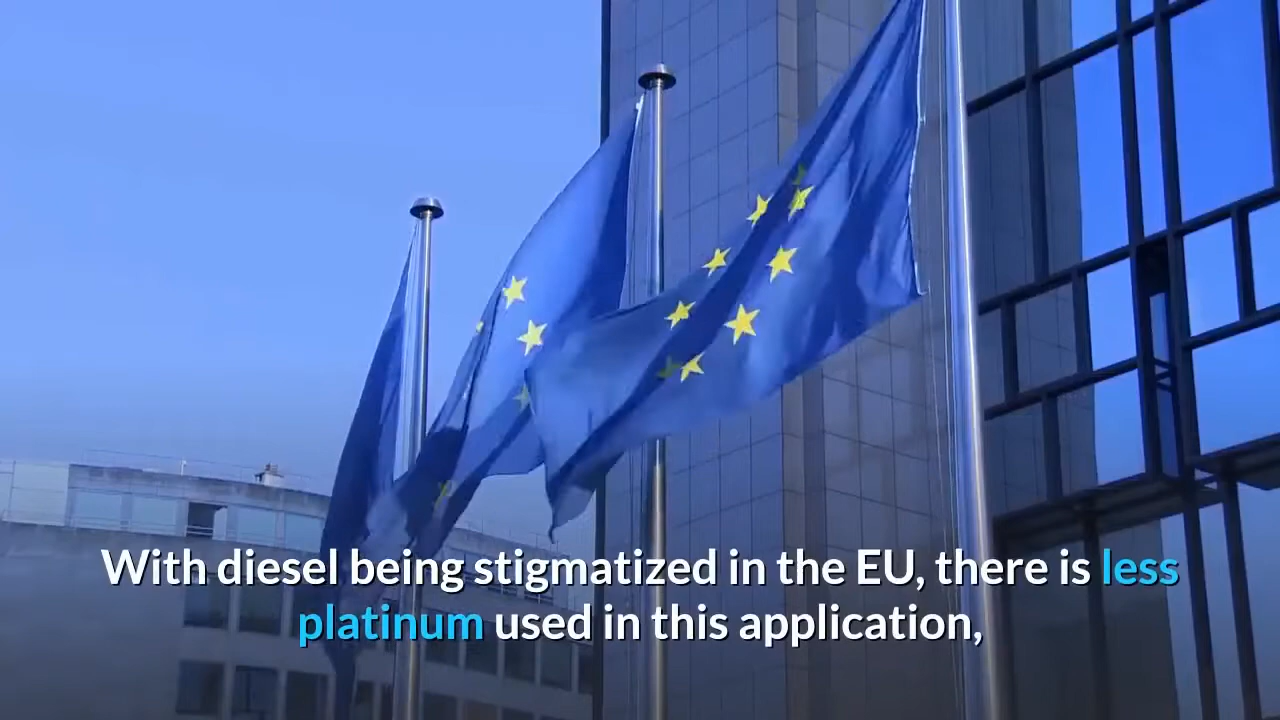 With diesel being stigmatized in the EU, there is less
platinum used in this application,